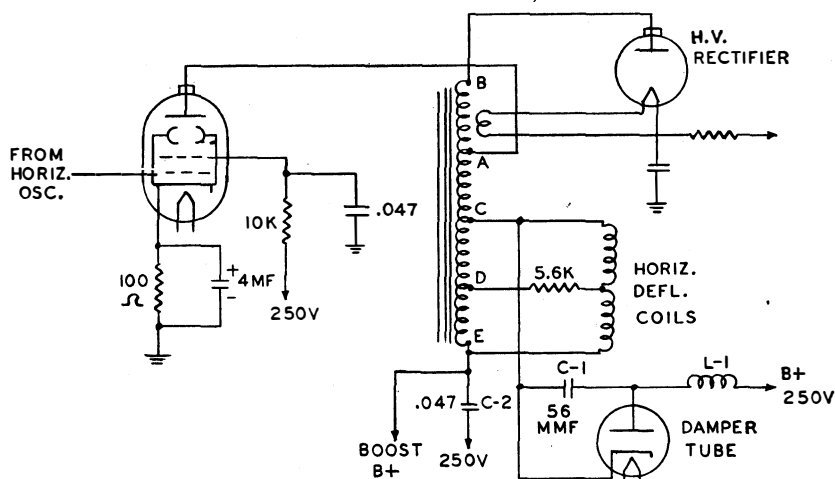 H.V.
RECTIFIER
B
A
C
D
E
FROM
HORIZ.
OSC.
10K
.047
100
Ω
+
4MF
-
250V
5.6K
HORIZ.
DEFL.
COILS
C-1
56
MMF
L-1
B+
250V
.047
C-2
BOOST
B+
250V
DAMPER
TUBE